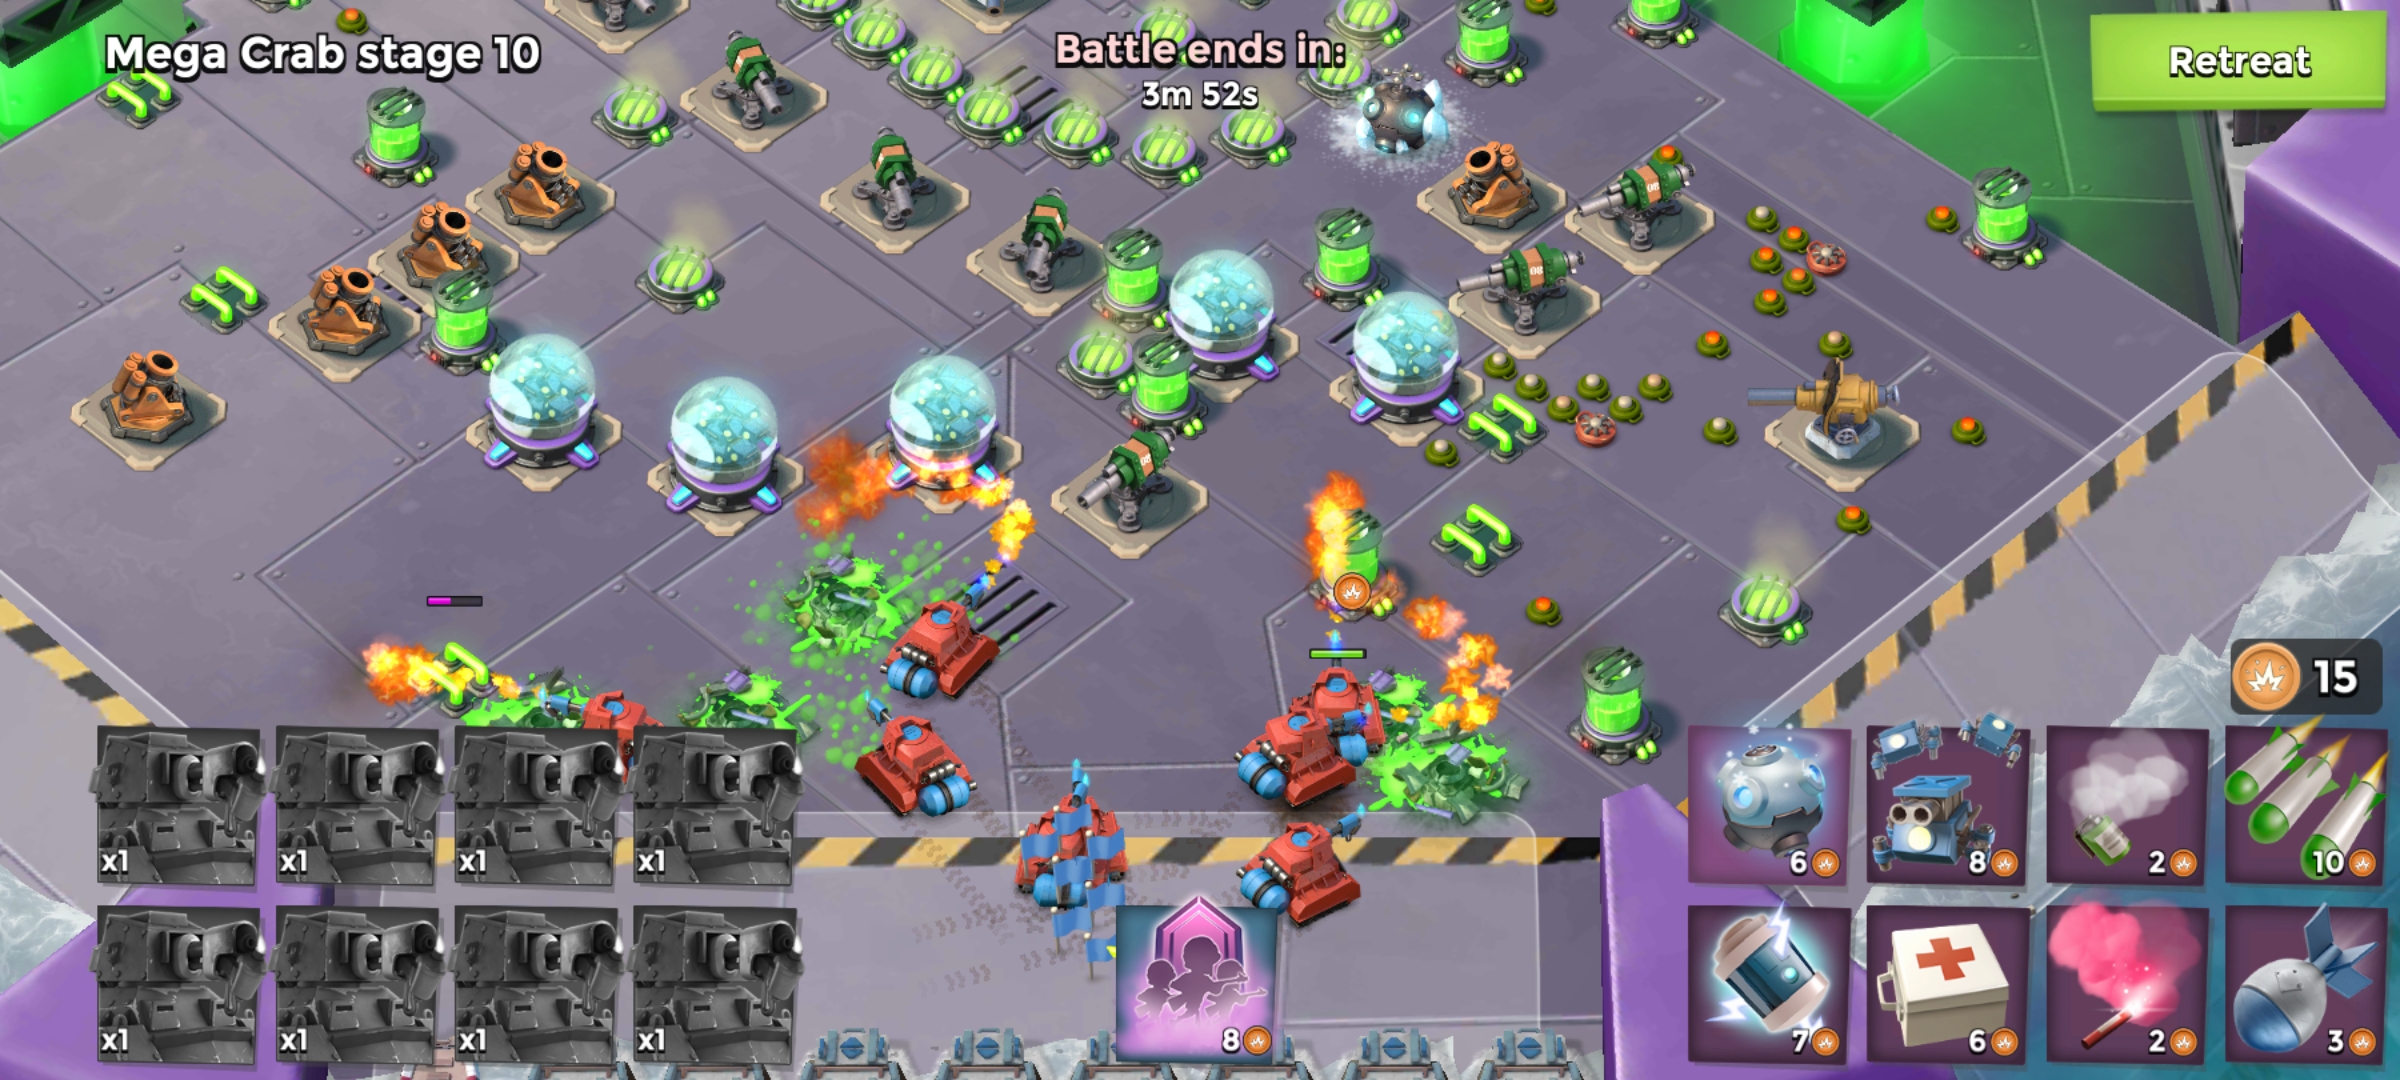 Mega Crab stage 10
Battle ends in:
3m 52s
Retreat
15
x1
x1
x1
x1
6
8
2
10
x1
x1
x1
x1
8
7
6
2
3